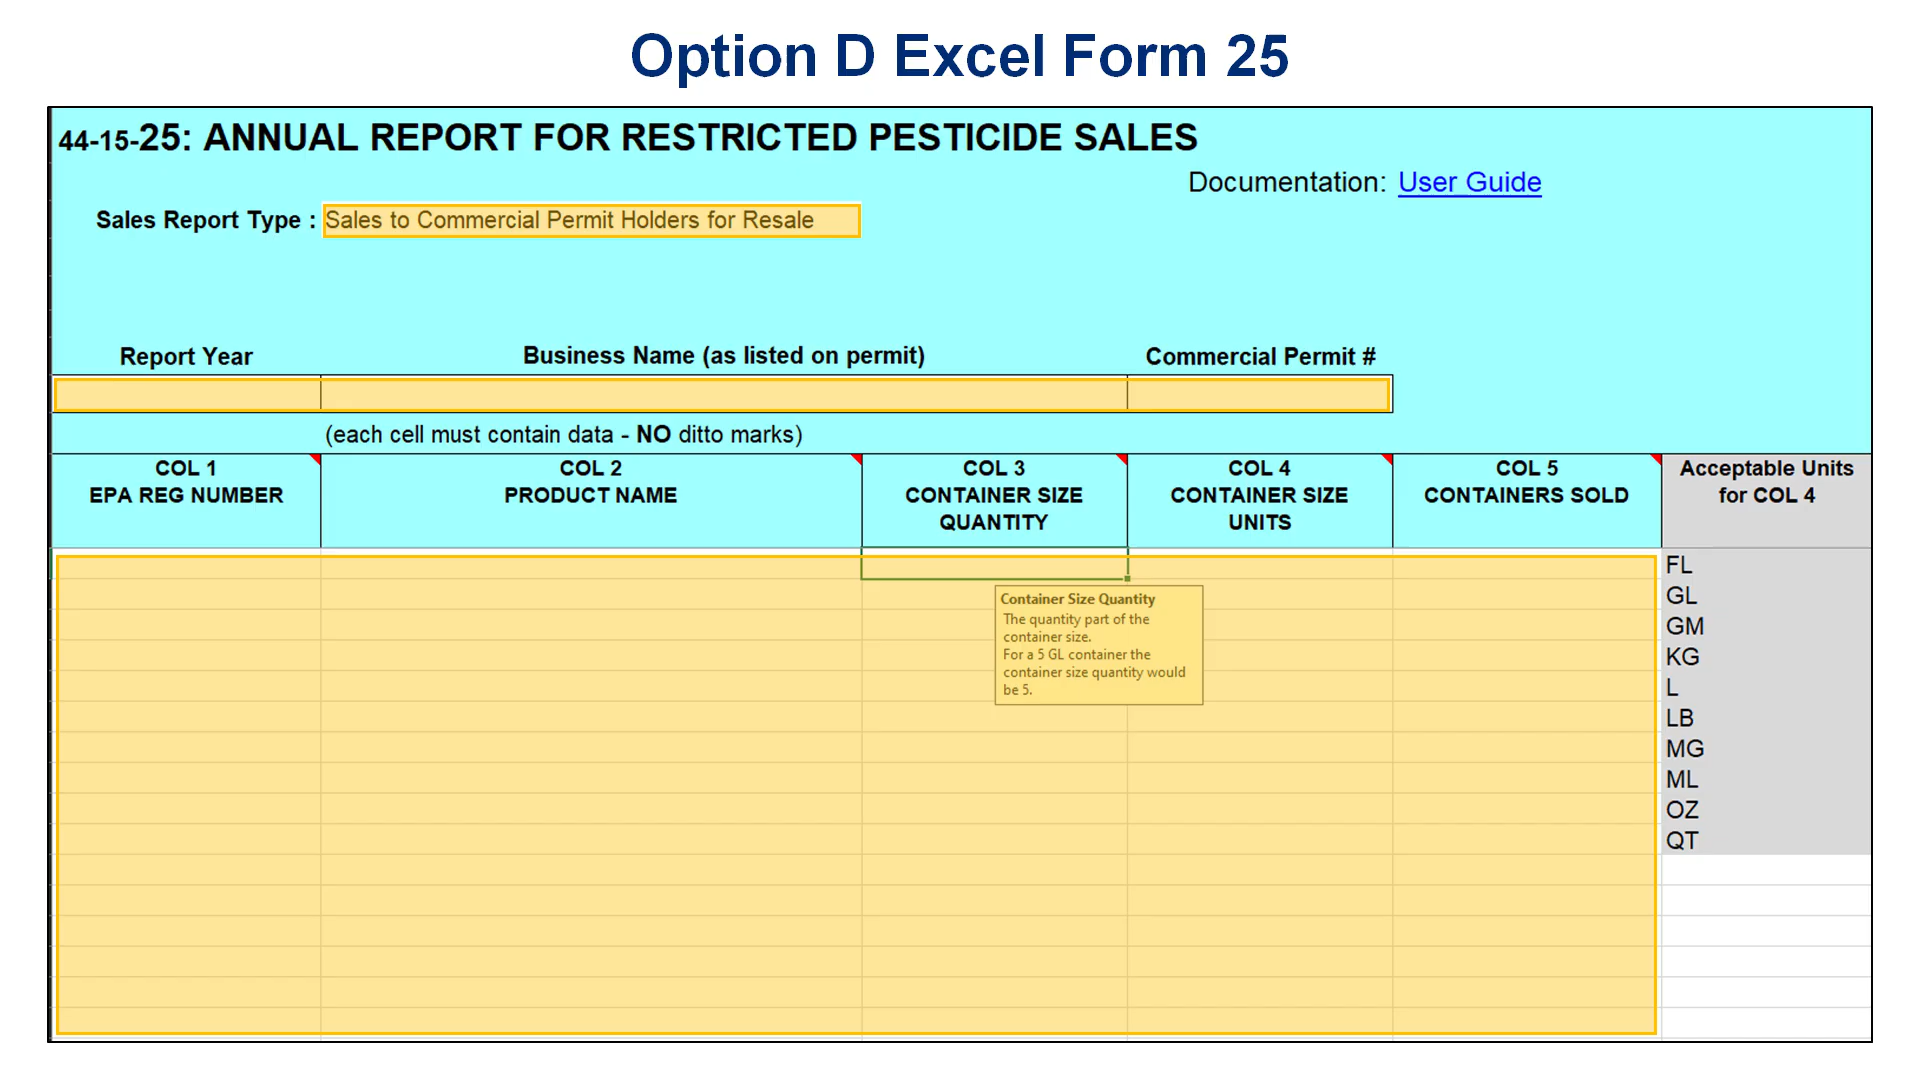 Option D Excel Form 25
44-15-25: ANNUAL REPORT FOR RESTRICTED PESTICIDE SALES
Documentation: User Guide
Sales Report Type : Sales to Commercial Permit Holders for Resale
Report Year Business Name (as listed on permit) Commercial Permit #
(each cell must contain data - NO ditto marks)
COL 1
EPA REG NUMBER
COL 2
PRODUCT NAME
COL 3
CONTAINER SIZE
QUANTITY
COL 4
CONTAINER SIZE
UNITS
COL 5
CONTAINERS SOLD
Acceptable Units
for COL 4
Container Size Quantity
The quantity part of the
container size.
For a 5 GL container the
container size quantity would
be 5.
FL
GL
GM
KG
L
LB
MG
ML
OZ
QT